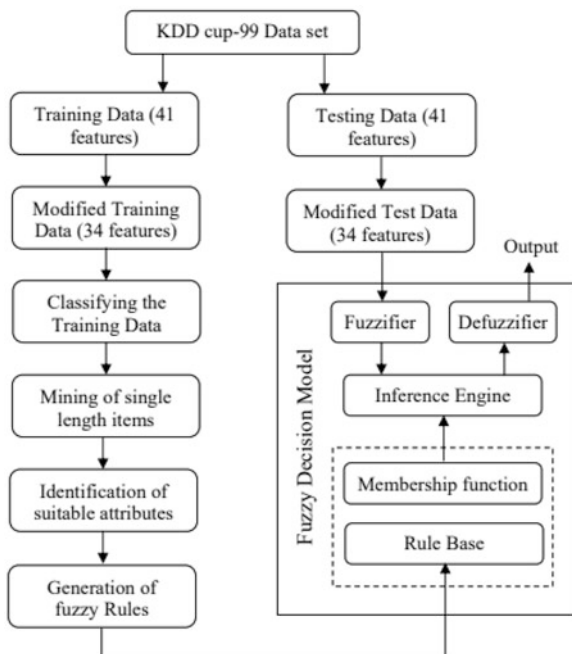 KDD cup-99 Data set
Training Data (41
features)
Testing Data (41
features)
Modified Training
Data (34 features)
Modified Test Data
(34 features)
Output
Classifying the
Training Data
Fuzzifier
Defuzzifier
Mining of single
length items
Inference Engine
Fuzzy Decision Model
Identification of
suitable attributes
Membership function
Rule Base
Generation of
fuzzy Rules